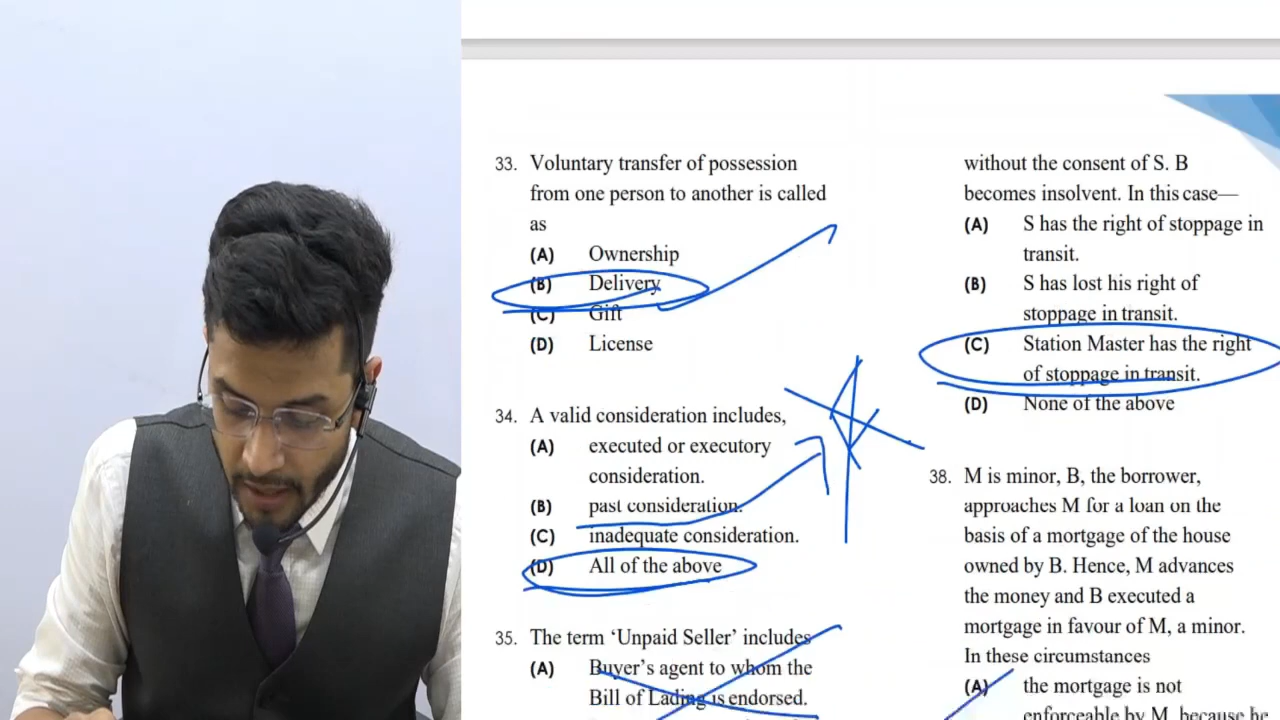 33. Voluntary transfer of possession
from one person to another is called
as
(A) Ownership
(B) Delivery
(C) Gift
(D) License
34. A valid consideration includes,
(A) executed or executory
consideration.
(B) past consideration.
(C) inadequate consideration.
(D) All of the above
35. The term ‘Unpaid Seller’ includes
(A) Buyer’s agent to whom the
Bill of Lading is endorsed.
without the consent of S. B
becomes insolvent. In this case—
(A) S has the right of stoppage in
transit.
(B) S has lost his right of
stoppage in transit.
(C) Station Master has the right
of stoppage in transit.
(D) None of the above
38. M is minor, B, the borrower,
approaches M for a loan on the
basis of a mortgage of the house
owned by B. Hence, M advances
the money and B executed a
mortgage in favour of M, a minor.
In these circumstances
(A) the mortgage is not
enforceable by M, because he